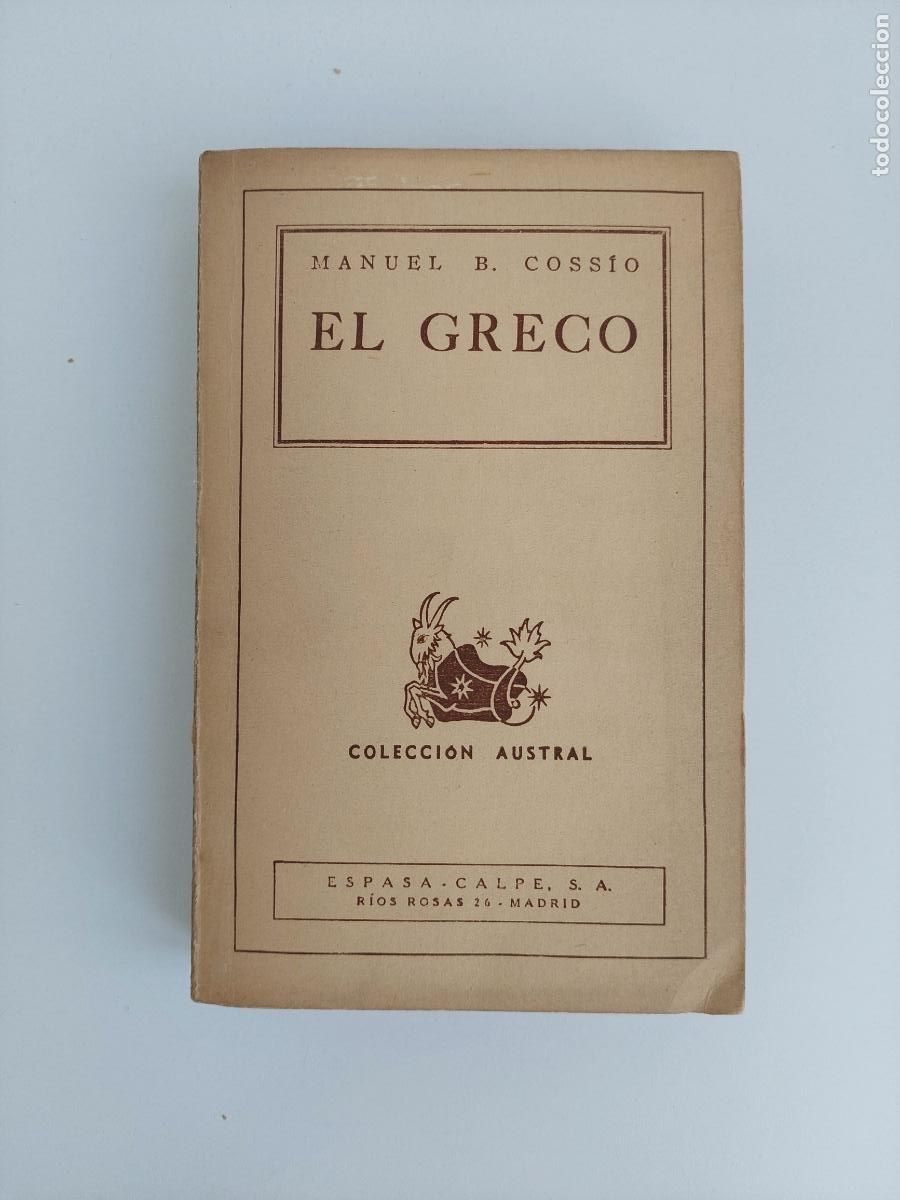 MANUEL B. COSSÍO
EL GRECO
COLECCIÓN AUSTRAL
ESPASA - CALPE, S. A.
RÍOS ROSAS 26 - MADRID
todocoleccion